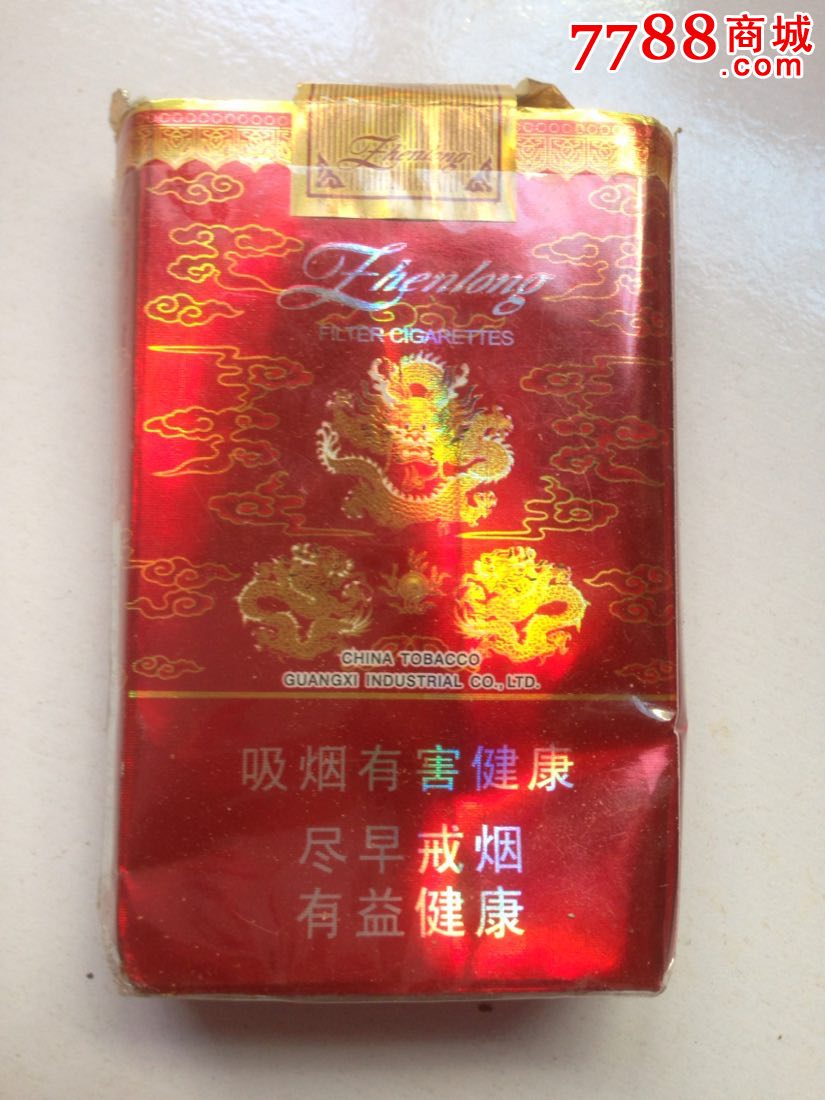 7788商城
.com
Zhenlong
Zhenlong
FILTER CIGARETTES
CHINA TOBACCO
GUANGXI INDUSTRIAL CO., LTD.
吸烟有害健康
尽早戒烟
有益健康